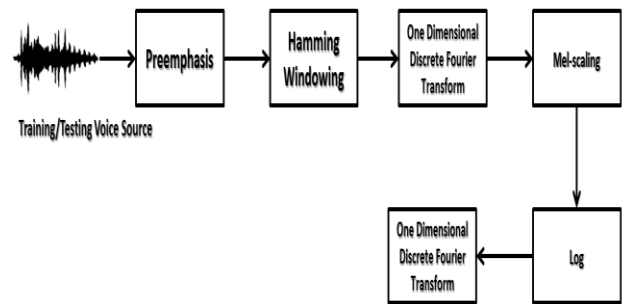 Preemphasis
Hamming
Windowing
One Dimensional
Discrete Fourier
Transform
Mel-scaling
Training/Testing Voice Source
Log
One Dimensional
Discrete Fourier
Transform